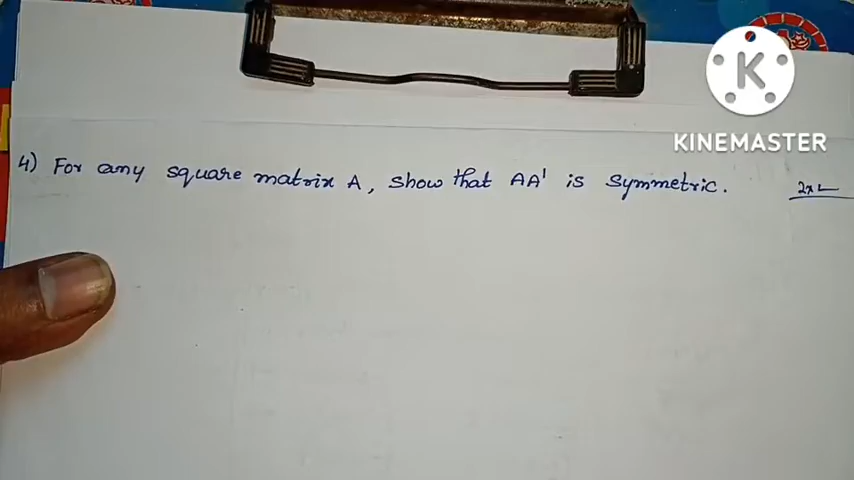 KINEMASTER
4) For any square matrix A, show that AA' is symmetric.